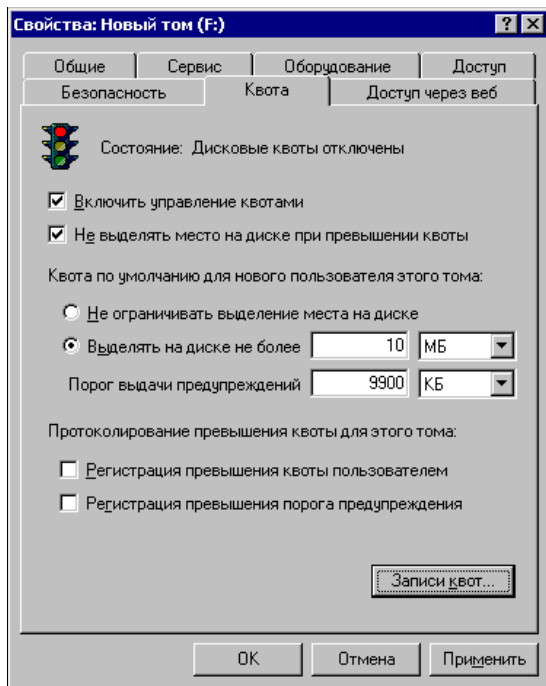 Свойства: Новый том (F:)
Общие Сервис Оборудование Доступ
Безопасность Квота Доступ через веб
Состояние: Дисковые квоты отключены
Включить управление квотами
Не выделять место на диске при превышении квоты
Квота по умолчанию для нового пользователя этого тома:
Не ограничивать выделение места на диске
Выделять на диске не более 10 МБ
Порог выдачи предупреждений 9900 КБ
Протоколирование превышения квоты для этого тома:
Регистрация превышения квоты пользователем
Регистрация превышения порога предупреждения
Записи квот...
OK Отмена Применить